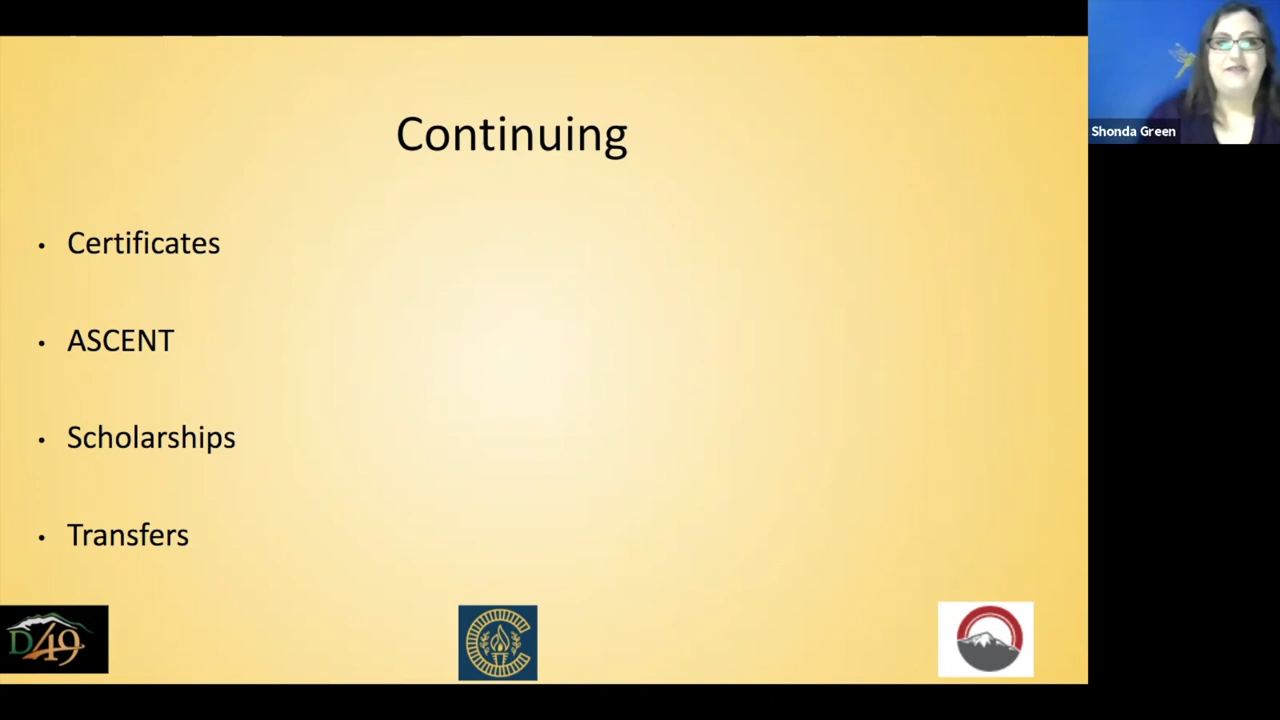 Continuing
• Certificates
• ASCENT
• Scholarships
• Transfers
D49
Shonda Green